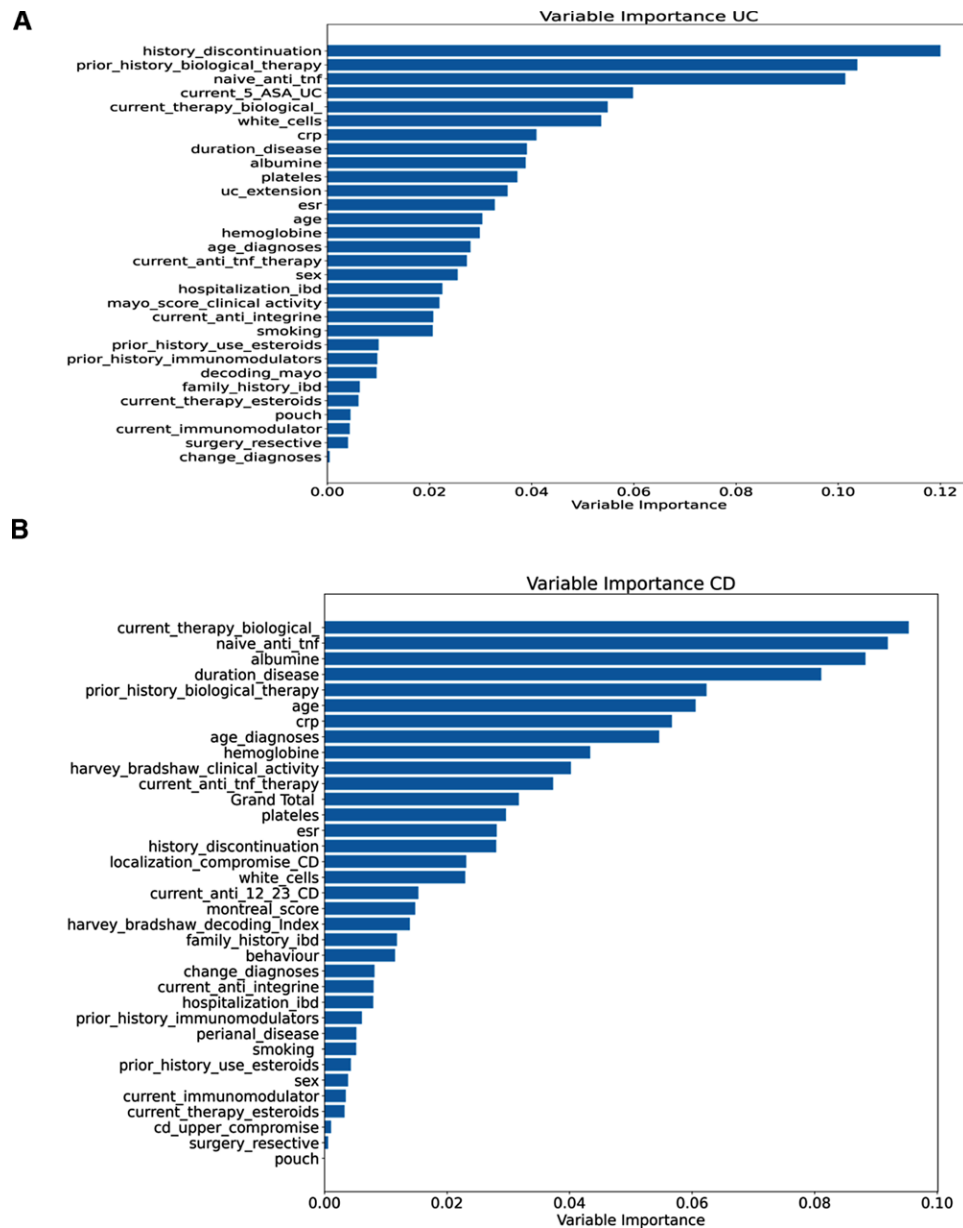 A
Variable Importance UC
history_discontinuation
prior_history_biological_therapy
naive_anti_tnf
current_5_ASA_UC
current_therapy_biological_
white_cells
crp
duration_disease
albumine
plateles
uc_extension
esr
age
hemoglobine
age_diagnoses
current_anti_tnf_therapy
sex
hospitalization_ibd
mayo_score_clinical activity
current_anti_integrine
smoking
prior_history_use_esteroids
prior_history_immunomodulators
decoding_mayo
family_history_ibd
current_therapy_esteroids
pouch
current_immunomodulator
surgery_resective
change_diagnoses
0.00 0.02 0.04 0.06 0.08 0.10 0.12
Variable Importance
B
Variable Importance CD
current_therapy_biological_
naive_anti_tnf
albumine
duration_disease
prior_history_biological_therapy
age
crp
age_diagnoses
hemoglobine
harvey_bradshaw_clinical_activity
current_anti_tnf_therapy
Grand Total
plateles
esr
history_discontinuation
localization_compromise_CD
white_cells
current_anti_12_23_CD
montreal_score
harvey_bradshaw_decoding_Index
family_history_ibd
behaviour
change_diagnoses
current_anti_integrine
hospitalization_ibd
prior_history_immunomodulators
perianal_disease
smoking
prior_history_use_esteroids
sex
current_immunomodulator
current_therapy_esteroids
cd_upper_compromise
surgery_resective
pouch
0.00 0.02 0.04 0.06 0.08 0.10
Variable Importance